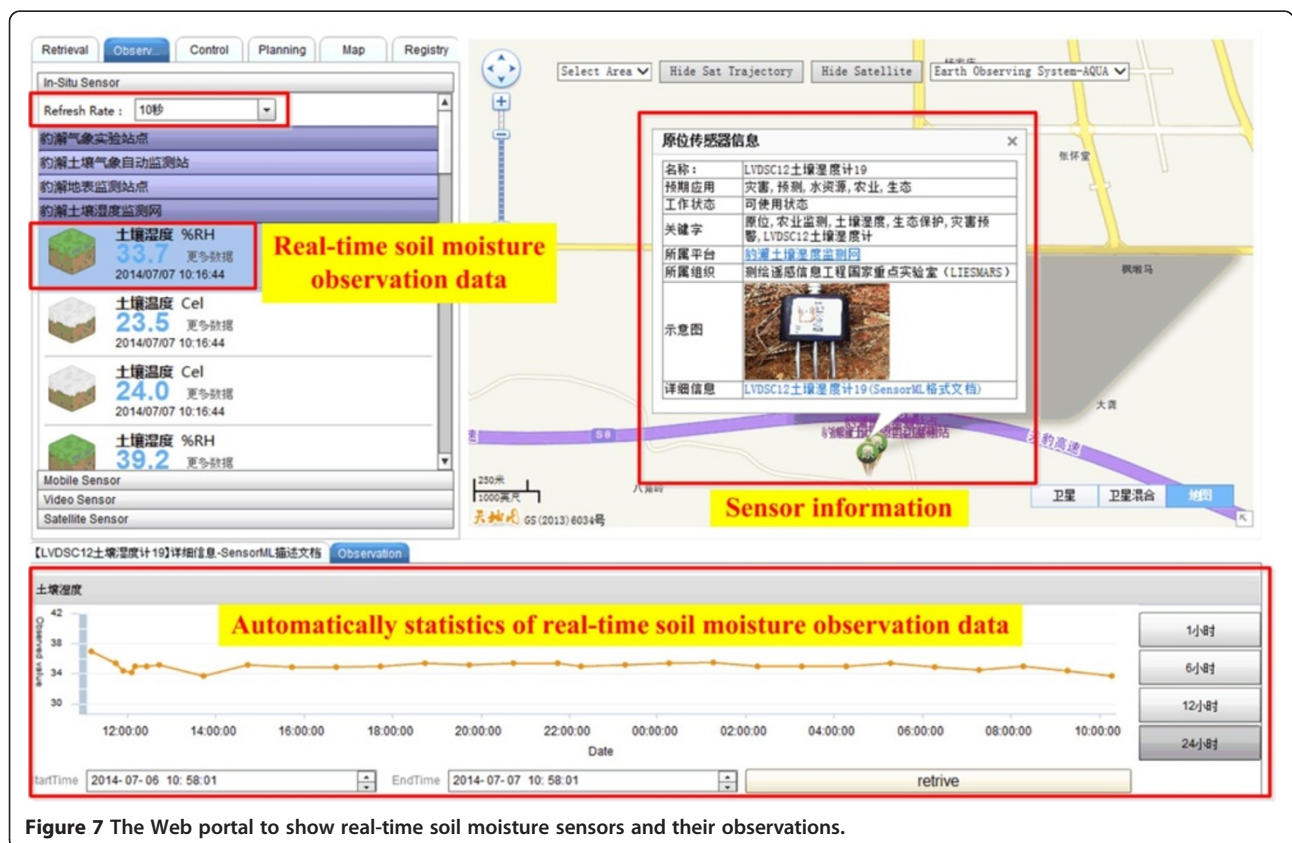 Retrieval Observ... Control Planning Map Registry
In-Situ Sensor
Refresh Rate : 10秒
豹澥气象实验站点
豹澥土壤气象自动监测站
豹澥地表监测站点
豹澥土壤湿度监测网
土壤湿度 %RH
33.7 更多数据
2014/07/07 10:16:44
土壤温度 Cel
23.5 更多数据
2014/07/07 10:16:44
土壤温度 Cel
24.0 更多数据
2014/07/07 10:16:44
土壤湿度 %RH
39.2 更多数据
Mobile Sensor
Video Sensor
Satellite Sensor
Real-time soil moisture
observation data
Select Area Hide Sat Trajectory Hide Satellite Earth Observing System-AQUA
张怀堂
枫墩马
大龚
原位传感器信息 ×
名称: LVDSC12土壤湿度计19
预期应用 灾害,预测,水资源,农业,生态
工作状态 可使用状态
关键字 原位,农业监测,土壤湿度,生态保护,灾害预
警,LVDSC12土壤湿度计
所属平台 豹澥土壤湿度监测网
所属组织 测绘遥感信息工程国家重点实验室(LIESMARS)
示意图
详细信息 LVDSC12土壤湿度计19(SensorML格式文档)
速 S8 豹高速
原
250米
1000英尺
天地图 GS(2013)6034号
Sensor information
卫星 卫星混合 地图
【LVDSC12土壤湿度计19】详细信息-SensorML描述文档 Observation
土壤湿度
Automatically statistics of real-time soil moisture observation data
Observed value
42
38
34
30
12:00:00 14:00:00 16:00:00 18:00:00 20:00:00 22:00:00 00:00:00 02:00:00 04:00:00 06:00:00 08:00:00 10:00:00
Date
1小时
6小时
12小时
24小时
tartTime 2014-07-06 10:58:01 EndTime 2014-07-07 10:58:01 retrive
Figure 7 The Web portal to show real-time soil moisture sensors and their observations.